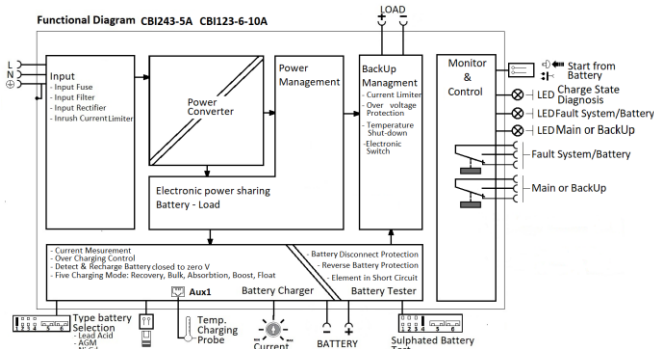 Functional Diagram CBI243-5A CBI123-6-10A
LOAD
+ −
L
N
Input
- Input Fuse
- Input Filter
- Input Rectifier
- Inrush CurrentLimiter
Power
Converter
Power
Management
BackUp
Managment
- Current Limiter
- Over voltage
Protection
- Temperature
Shut-down
-Electronic
Switch
Monitor
&
Control
Start from
Battery
LED Charge State
Diagnosis
LED Fault System/Battery
LED Main or BackUp
Fault System/Battery
Main or BackUp
Electronic power sharing
Battery - Load
- Current Mesurement
- Over Charging Control
- Detect & Recharge Battery closed to zero V
- Five Charging Mode: Recovery, Bulk, Absorbtion, Boost, Float
Aux1
Battery Charger
- Battery Disconnect Protection
- Reverse Battery Protection
- Element in Short Circuit
Battery Tester
Type battery
Selection
- Lead Acid
- AGM
Temp.
Charging
Probe
Current
− +
BATTERY
Sulphated Battery